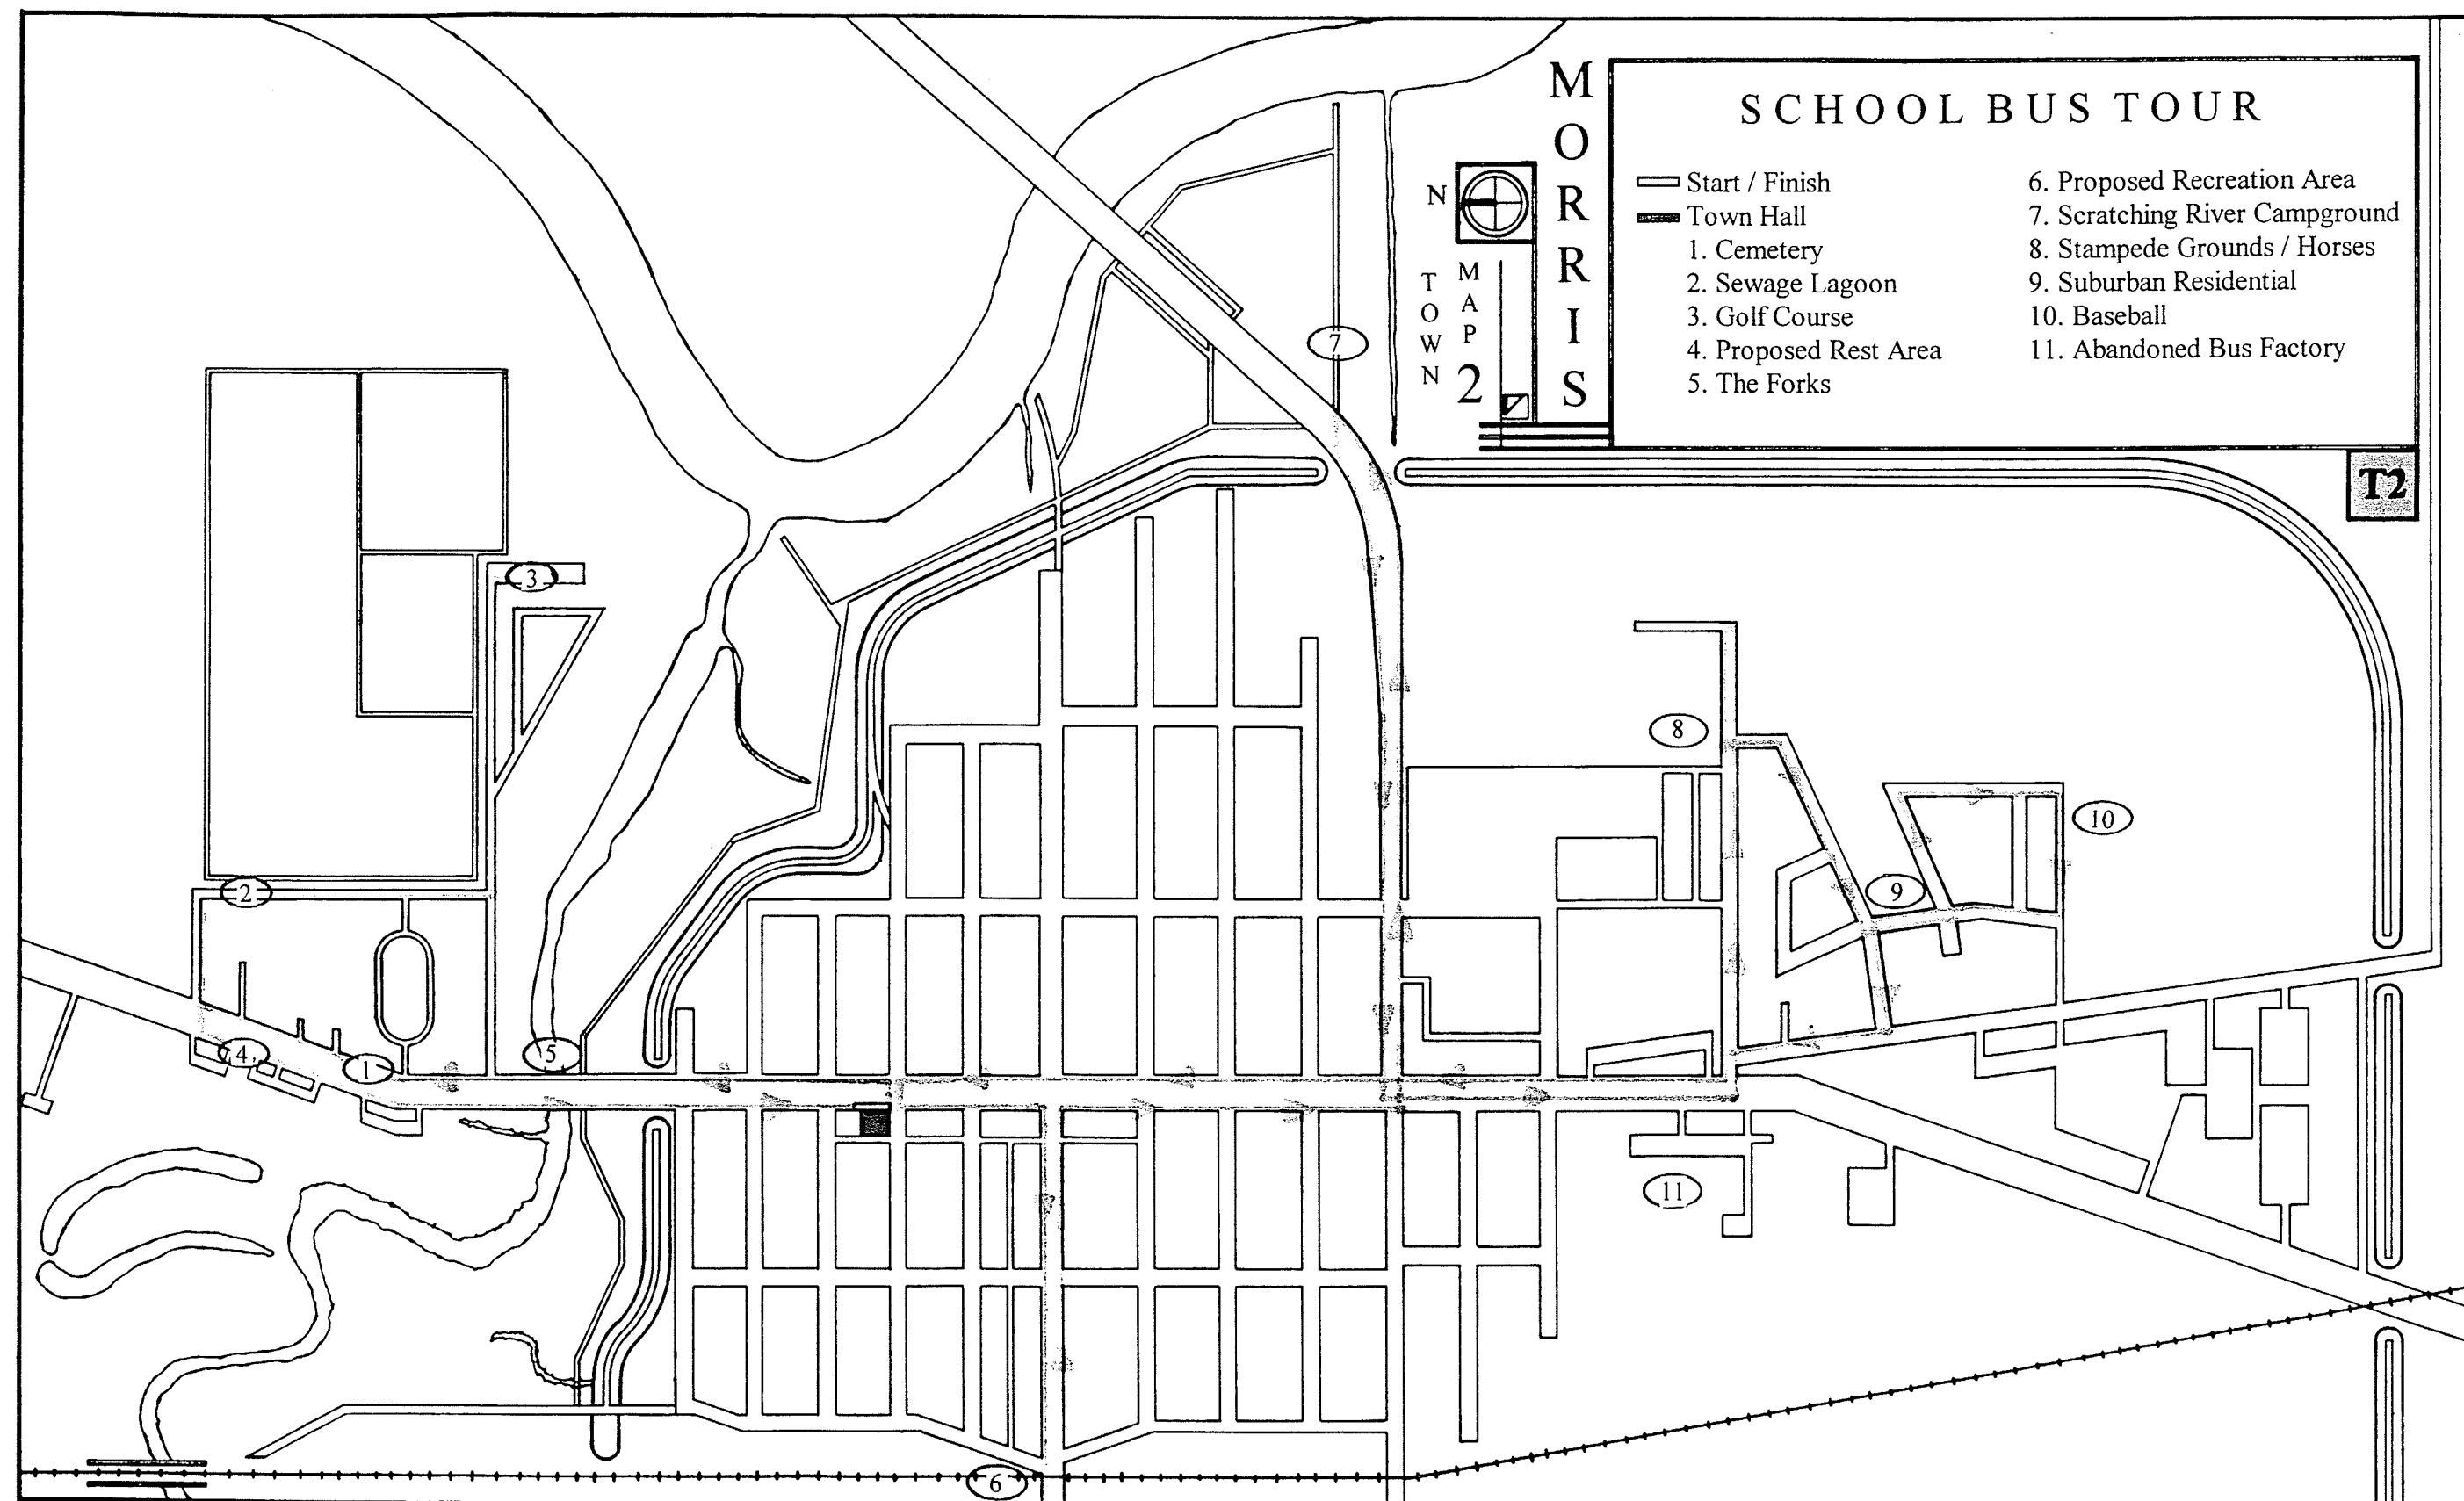 MORRIS
TOWN
MAP
2
N
SCHOOL BUS TOUR
Start / Finish
Town Hall
1. Cemetery
2. Sewage Lagoon
3. Golf Course
4. Proposed Rest Area
5. The Forks
6. Proposed Recreation Area
7. Scratching River Campground
8. Stampede Grounds / Horses
9. Suburban Residential
10. Baseball
11. Abandoned Bus Factory
T2
7
3
8
10
2
9
4
1
5
11
6